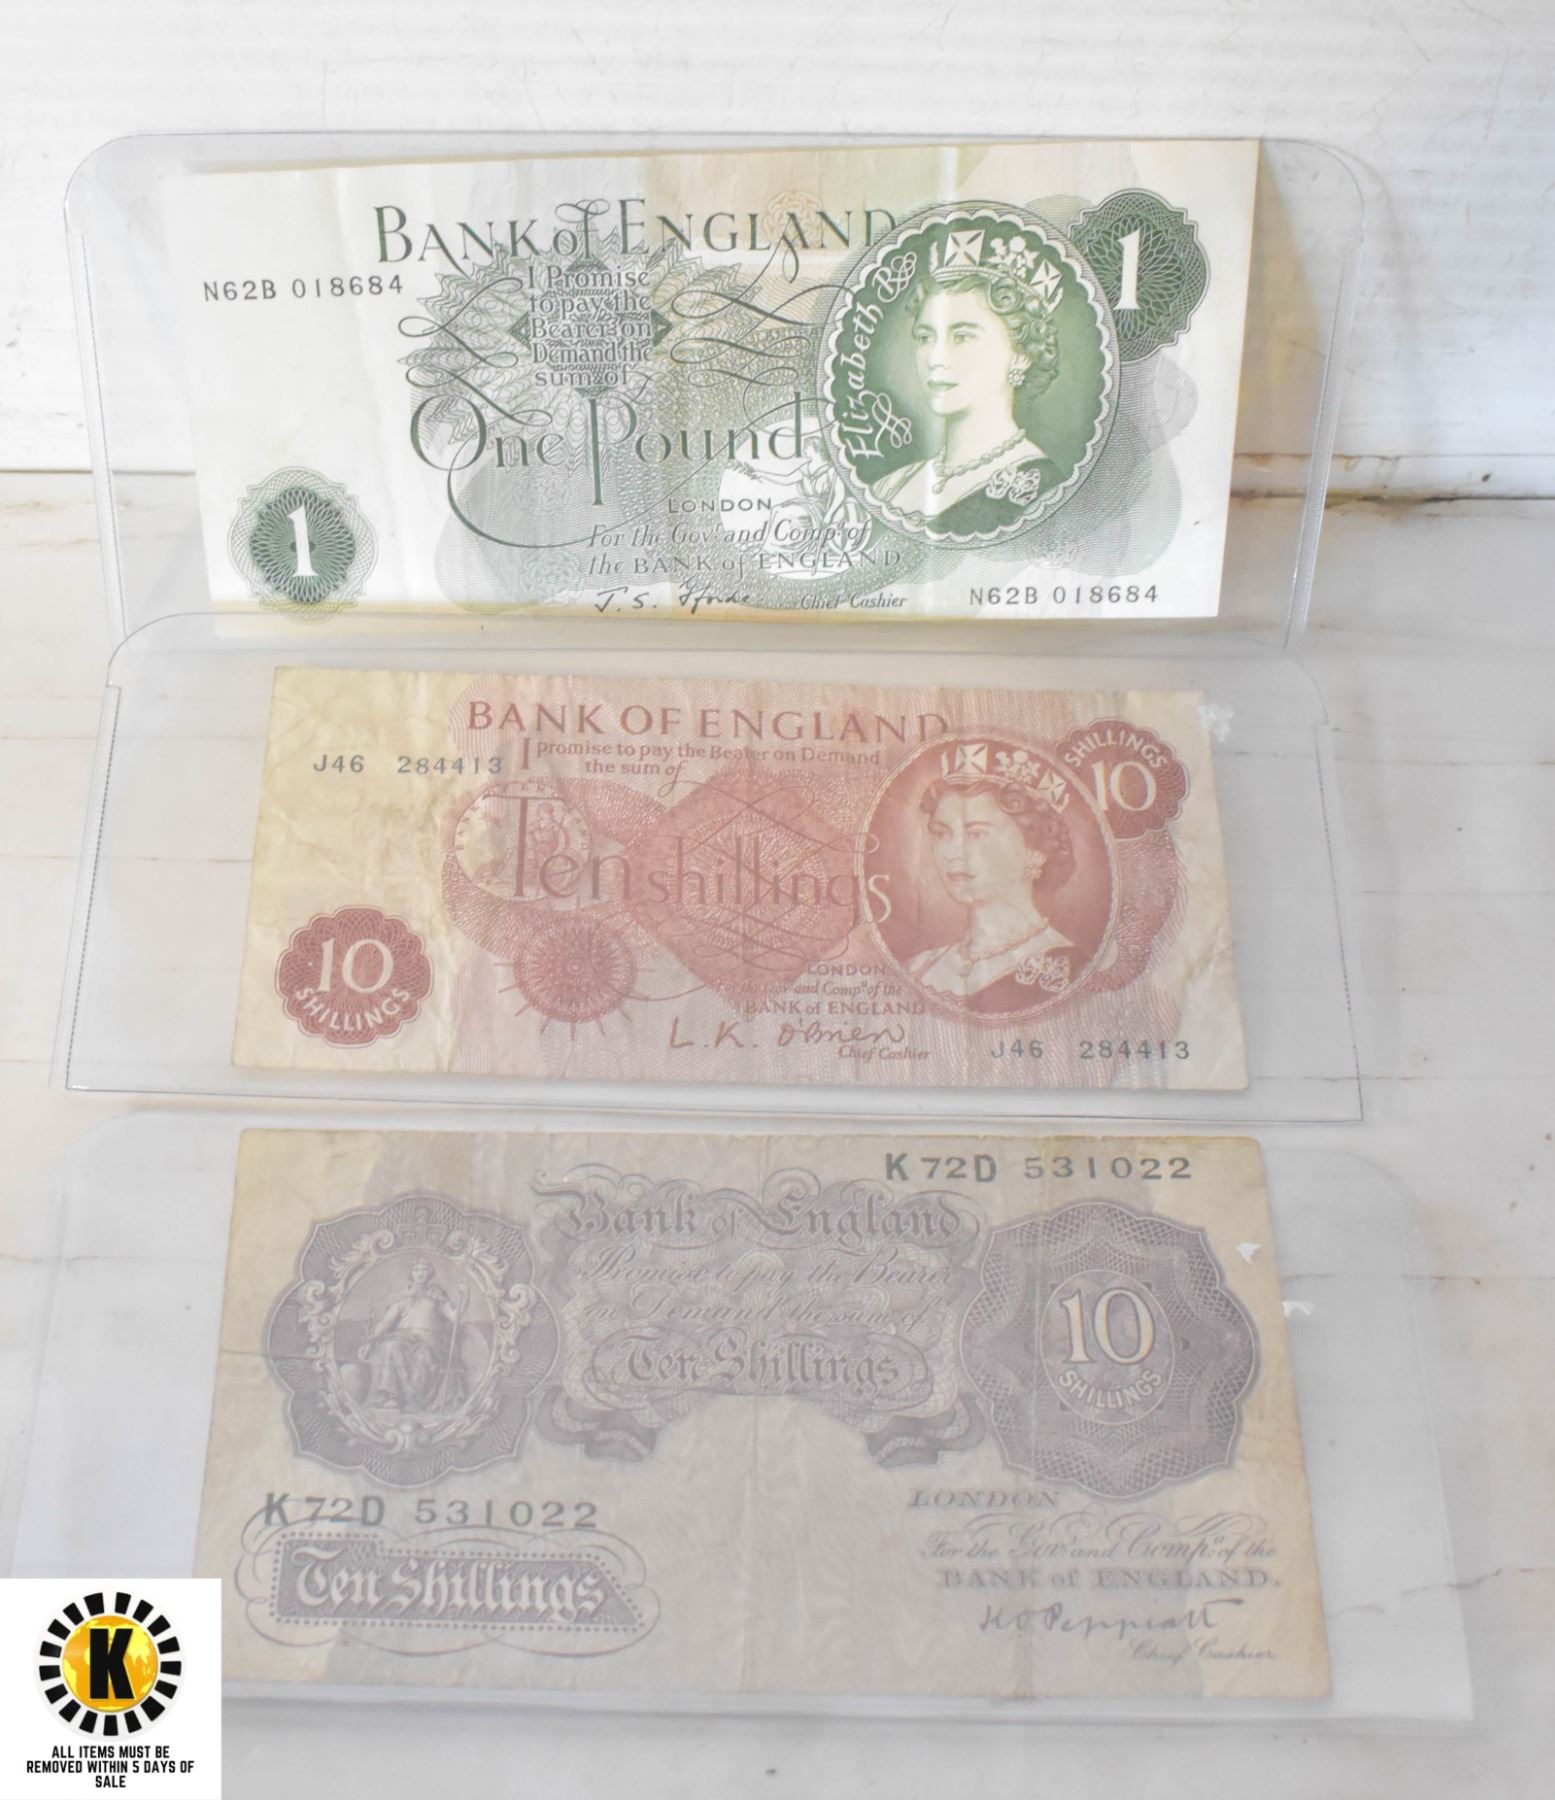 BANK of ENGLAND
N62B 018684
1
I Promise
to pay the
Bearer on
Demand the
sum of
One Pound
Elizabeth R
1
LONDON
For the Govr. and Compa. of
the BANK of ENGLAND
J. S. Fforde Chief Cashier
N62B 018684
BANK OF ENGLAND
I promise to pay the Bearer on Demand
the sum of
J46 284413
SHILLINGS
10
Ten shillings
10
SHILLINGS
LONDON
For the Gov and Compa of the
BANK of ENGLAND
L.K. O'Brien
Chief Cashier
J46 284413
K72D 531022
Bank of England
Promise to pay the Bearer
on Demand the sum of
Ten Shillings
10
SHILLINGS
K72D 531022
Ten Shillings
LONDON
For the Govr. and Compa. of the
BANK of ENGLAND.
K O Peppiatt
Chief Cashier.
K
ALL ITEMS MUST BE
REMOVED WITHIN 5 DAYS OF
SALE